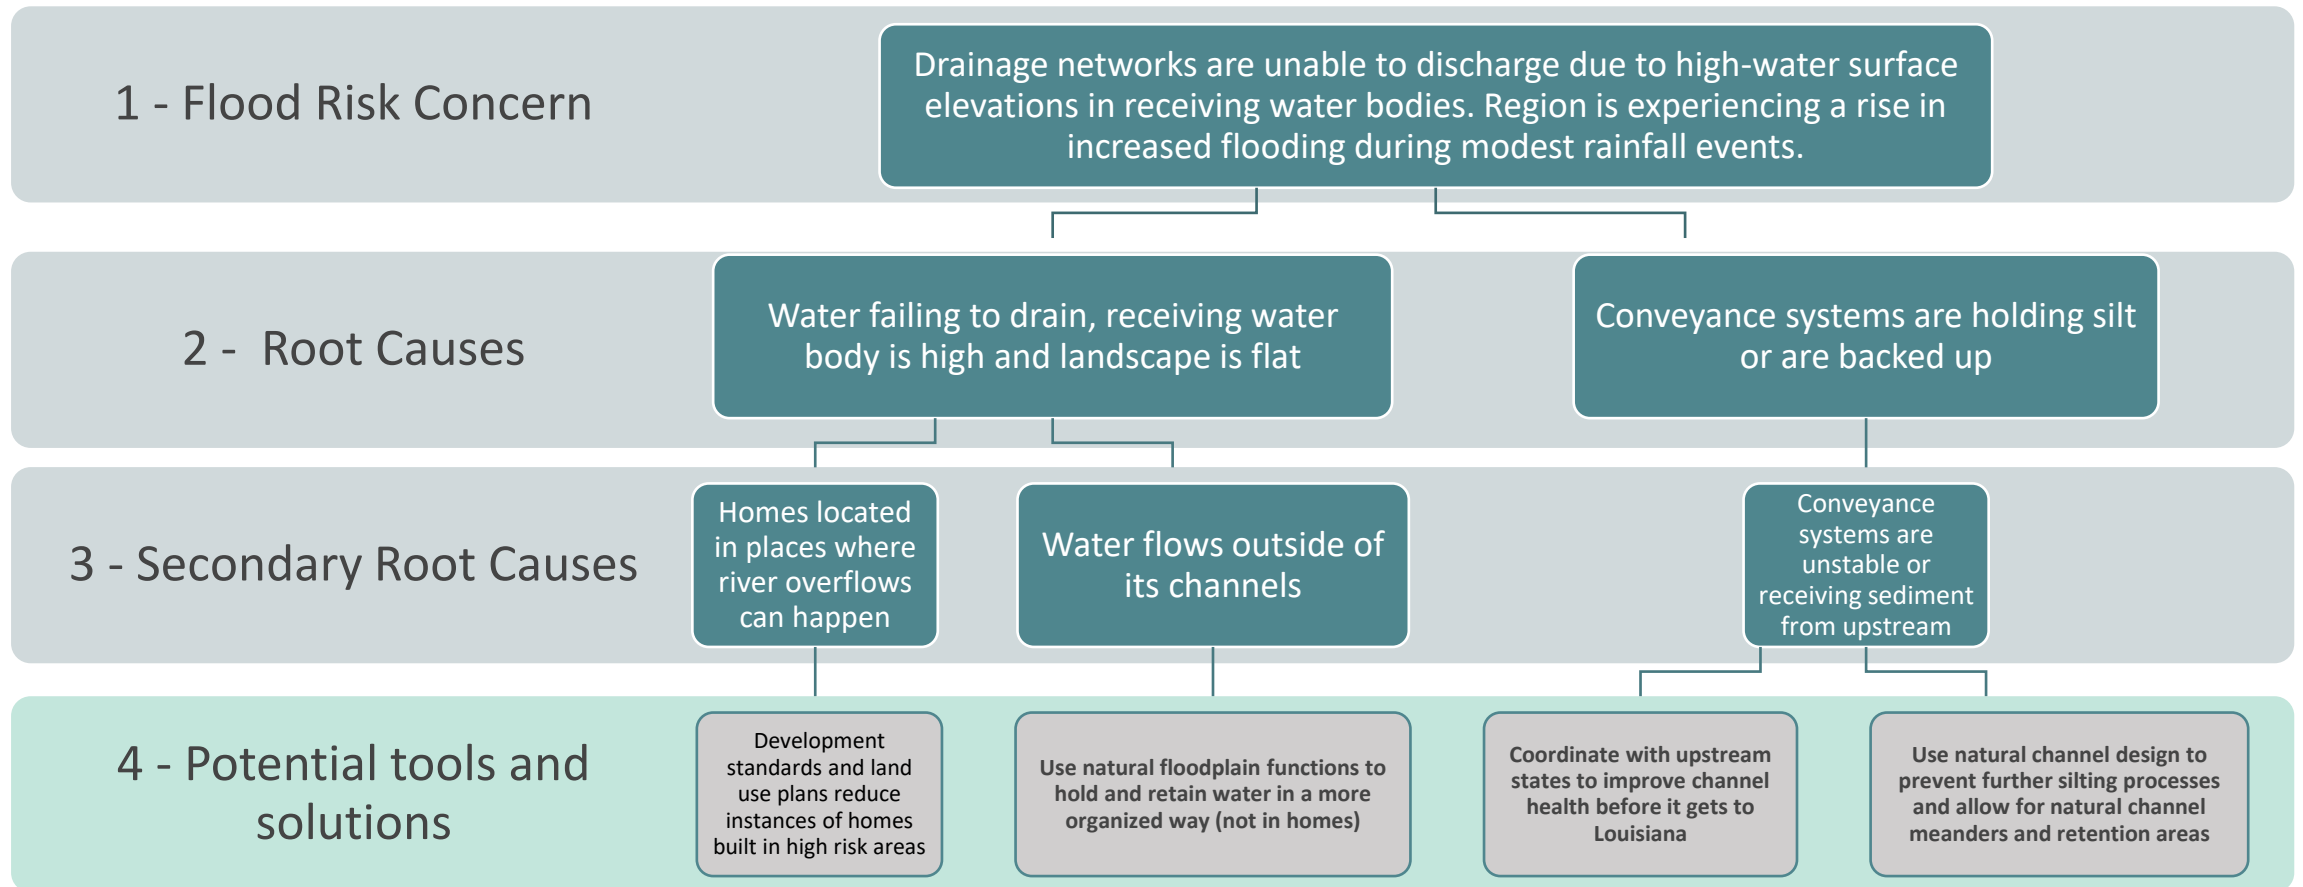 1 - Flood Risk Concern
Drainage networks are unable to discharge due to high-water surface
elevations in receiving water bodies. Region is experiencing a rise in
increased flooding during modest rainfall events.
2 -  Root Causes
Water failing to drain, receiving water
body is high and landscape is flat
Conveyance systems are holding silt
or are backed up
3 - Secondary Root Causes
Homes located
in places where
river overflows
can happen
Water flows outside of
its channels
Conveyance
systems are
unstable or
receiving sediment
from upstream
4 - Potential tools and
solutions
Development
standards and land
use plans reduce
instances of homes
built in high risk areas
Use natural floodplain functions to
hold and retain water in a more
organized way (not in homes)
Coordinate with upstream
states to improve channel
health before it gets to
Louisiana
Use natural channel design to
prevent further silting processes
and allow for natural channel
meanders and retention areas